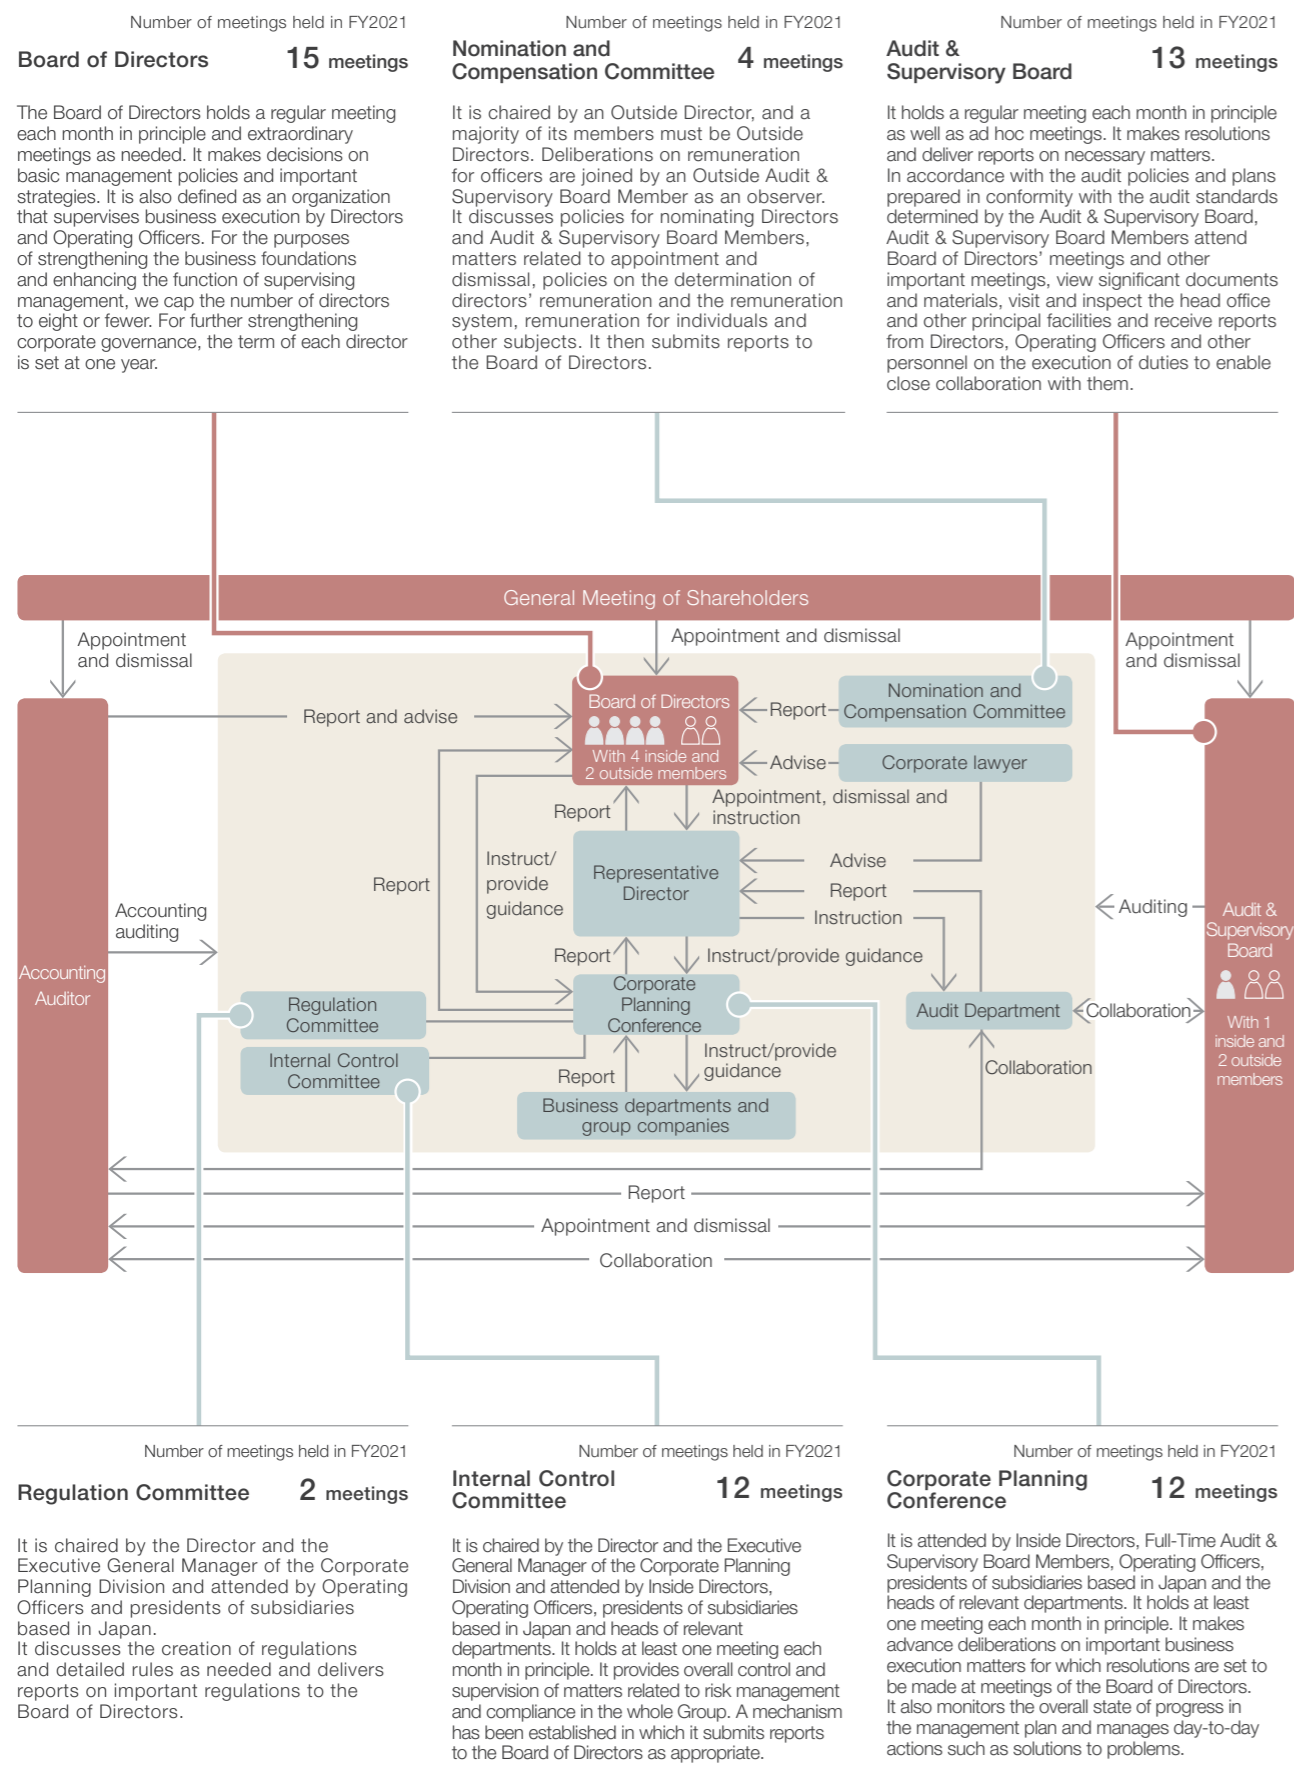 Number of meetings held in FY2021
Board of Directors 15 meetings
The Board of Directors holds a regular meeting
each month in principle and extraordinary
meetings as needed. It makes decisions on
basic management policies and important
strategies. It is also defined as an organization
that supervises business execution by Directors
and Operating Officers. For the purposes
of strengthening the business foundations
and enhancing the function of supervising
management, we cap the number of directors
to eight or fewer. For further strengthening
corporate governance, the term of each director
is set at one year.
Number of meetings held in FY2021
Nomination and
Compensation Committee 4 meetings
It is chaired by an Outside Director, and a
majority of its members must be Outside
Directors. Deliberations on remuneration
for officers are joined by an Outside Audit &
Supervisory Board Member as an observer.
It discusses policies for nominating Directors
and Audit & Supervisory Board Members,
matters related to appointment and
dismissal, policies on the determination of
directors' remuneration and the remuneration
system, remuneration for individuals and
other subjects. It then submits reports to
the Board of Directors.
Number of meetings held in FY2021
Audit &
Supervisory Board 13 meetings
It holds a regular meeting each month in principle
as well as ad hoc meetings. It makes resolutions
and deliver reports on necessary matters.
In accordance with the audit policies and plans
prepared in conformity with the audit standards
determined by the Audit & Supervisory Board,
Audit & Supervisory Board Members attend
Board of Directors' meetings and other
important meetings, view significant documents
and materials, visit and inspect the head office
and other principal facilities and receive reports
from Directors, Operating Officers and other
personnel on the execution of duties to enable
close collaboration with them.
General Meeting of Shareholders
Appointment
and dismissal
Appointment and dismissal
Appointment
and dismissal
Board of Directors
With 4 inside and
2 outside members
Nomination and
Compensation Committee
Report and advise
Report
Corporate lawyer
Advise
Appointment, dismissal and
instruction
Report
Representative
Director
Instruct/
provide
guidance
Report
Advise
Report
Instruction
Accounting
auditing
Auditing
Audit &
Supervisory
Board
With 1
inside and
2 outside
members
Accounting
Auditor
Report
Instruct/provide guidance
Corporate
Planning
Conference
Regulation
Committee
Audit Department
Collaboration
Internal Control
Committee
Instruct/provide
guidance
Report
Collaboration
Business departments and
group companies
Report
Appointment and dismissal
Collaboration
Number of meetings held in FY2021
Regulation Committee 2 meetings
It is chaired by the Director and the
Executive General Manager of the Corporate
Planning Division and attended by Operating
Officers and presidents of subsidiaries
based in Japan.
It discusses the creation of regulations
and detailed rules as needed and delivers
reports on important regulations to the
Board of Directors.
Number of meetings held in FY2021
Internal Control
Committee 12 meetings
It is chaired by the Director and the Executive
General Manager of the Corporate Planning
Division and attended by Inside Directors,
Operating Officers, presidents of subsidiaries
based in Japan and heads of relevant
departments. It holds at least one meeting each
month in principle. It provides overall control and
supervision of matters related to risk management
and compliance in the whole Group. A mechanism
has been established in which it submits reports
to the Board of Directors as appropriate.
Number of meetings held in FY2021
Corporate Planning
Conference 12 meetings
It is attended by Inside Directors, Full-Time Audit &
Supervisory Board Members, Operating Officers,
presidents of subsidiaries based in Japan and the
heads of relevant departments. It holds at least
one meeting each month in principle. It makes
advance deliberations on important business
execution matters for which resolutions are set to
be made at meetings of the Board of Directors.
It also monitors the overall state of progress in
the management plan and manages day-to-day
actions such as solutions to problems.